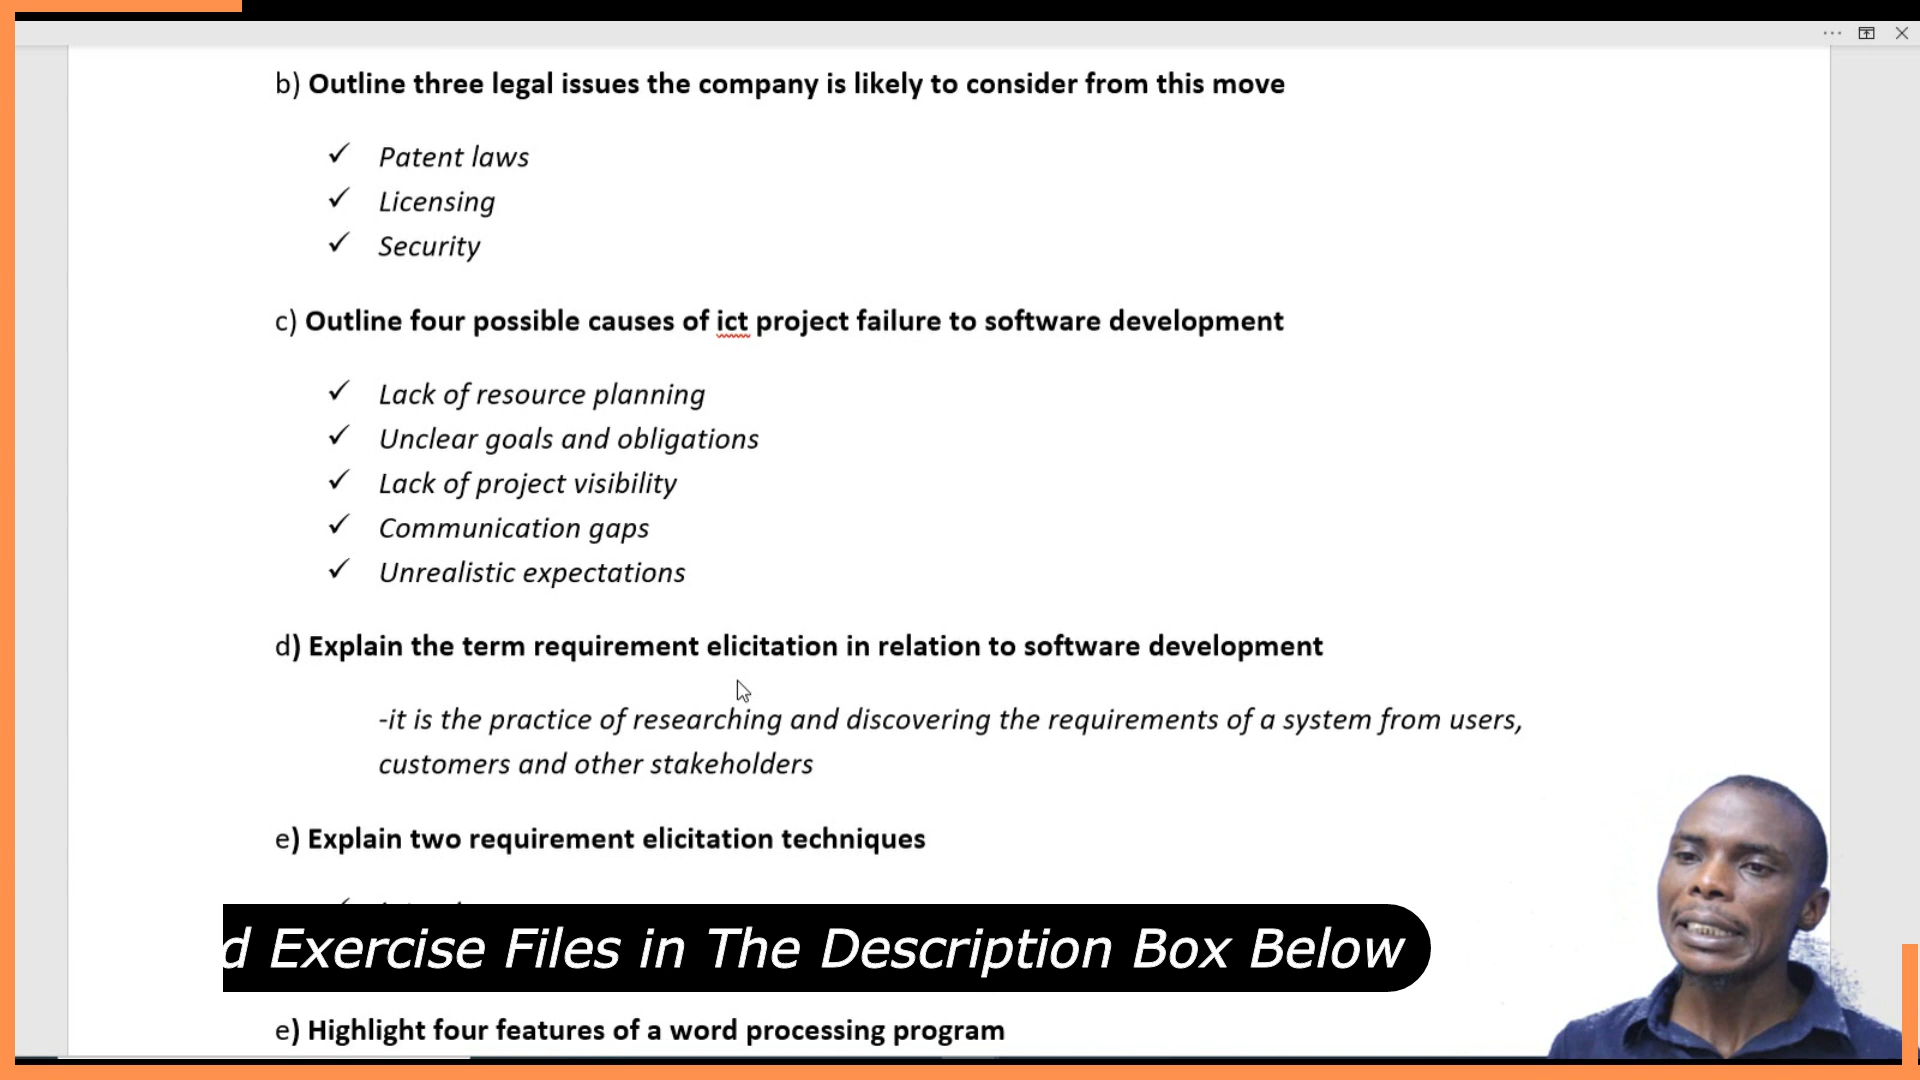 b) Outline three legal issues the company is likely to consider from this move
✓ Patent laws
✓ Licensing
✓ Security
c) Outline four possible causes of ict project failure to software development
✓ Lack of resource planning
✓ Unclear goals and obligations
✓ Lack of project visibility
✓ Communication gaps
✓ Unrealistic expectations
d) Explain the term requirement elicitation in relation to software development
-it is the practice of researching and discovering the requirements of a system from users,
customers and other stakeholders
e) Explain two requirement elicitation techniques
d Exercise Files in The Description Box Below
e) Highlight four features of a word processing program